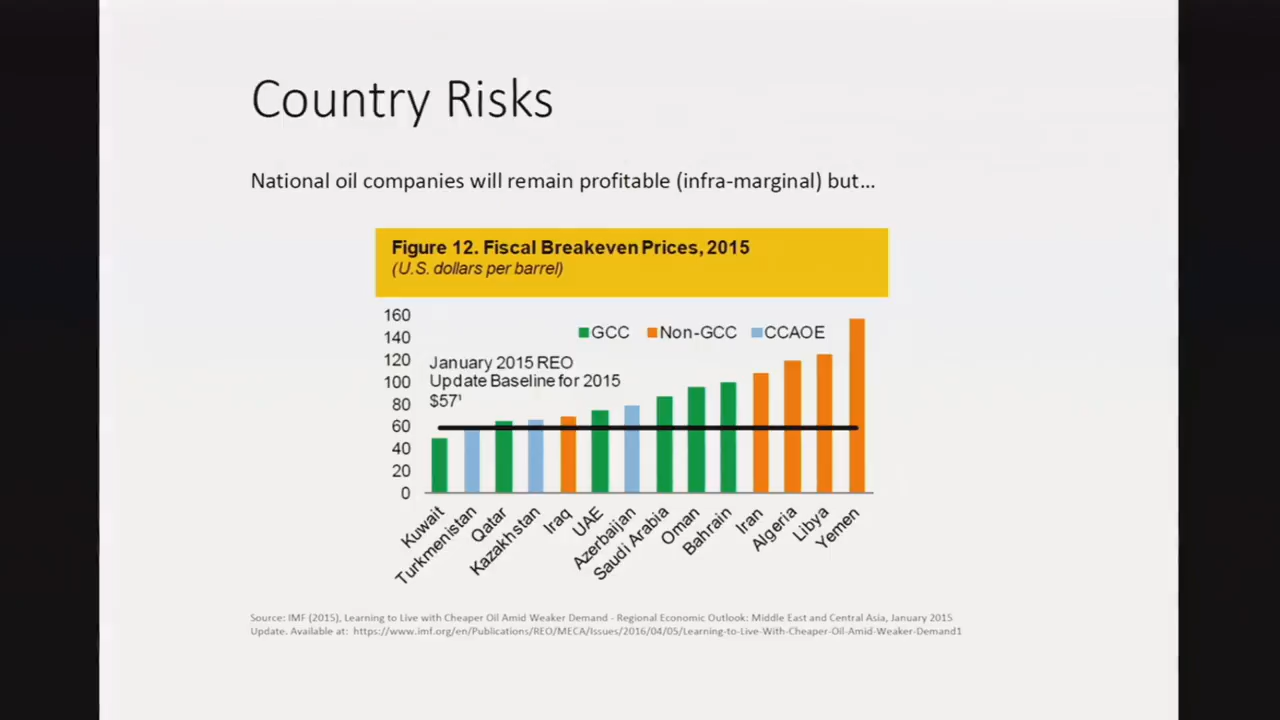 Country Risks
National oil companies will remain profitable (infra-marginal) but...
Figure 12. Fiscal Breakeven Prices, 2015
(U.S. dollars per barrel)
160
140
120
100
80
60
40
20
0
GCC Non-GCC CCAOE
January 2015 REO
Update Baseline for 2015
$57¹
Kuwait
Turkmenistan
Qatar
Kazakhstan
Iraq
UAE
Azerbaijan
Saudi Arabia
Oman
Bahrain
Iran
Algeria
Libya
Yemen
Source: IMF (2015), Learning to Live with Cheaper Oil Amid Weaker Demand - Regional Economic Outlook: Middle East and Central Asia, January 2015
Update. Available at: https://www.imf.org/en/Publications/REO/MECA/Issues/2016/04/05/Learning-to-Live-With-Cheaper-Oil-Amid-Weaker-Demand1